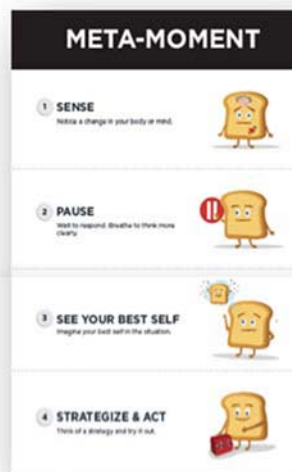 META-MOMENT
1 SENSE
Notice a change in your body or mind.
2 PAUSE
Wait to respond. Breathe to think more
clearly.
3 SEE YOUR BEST SELF
Imagine your best self in the situation.
4 STRATEGIZE & ACT
Think of a strategy and try it out.